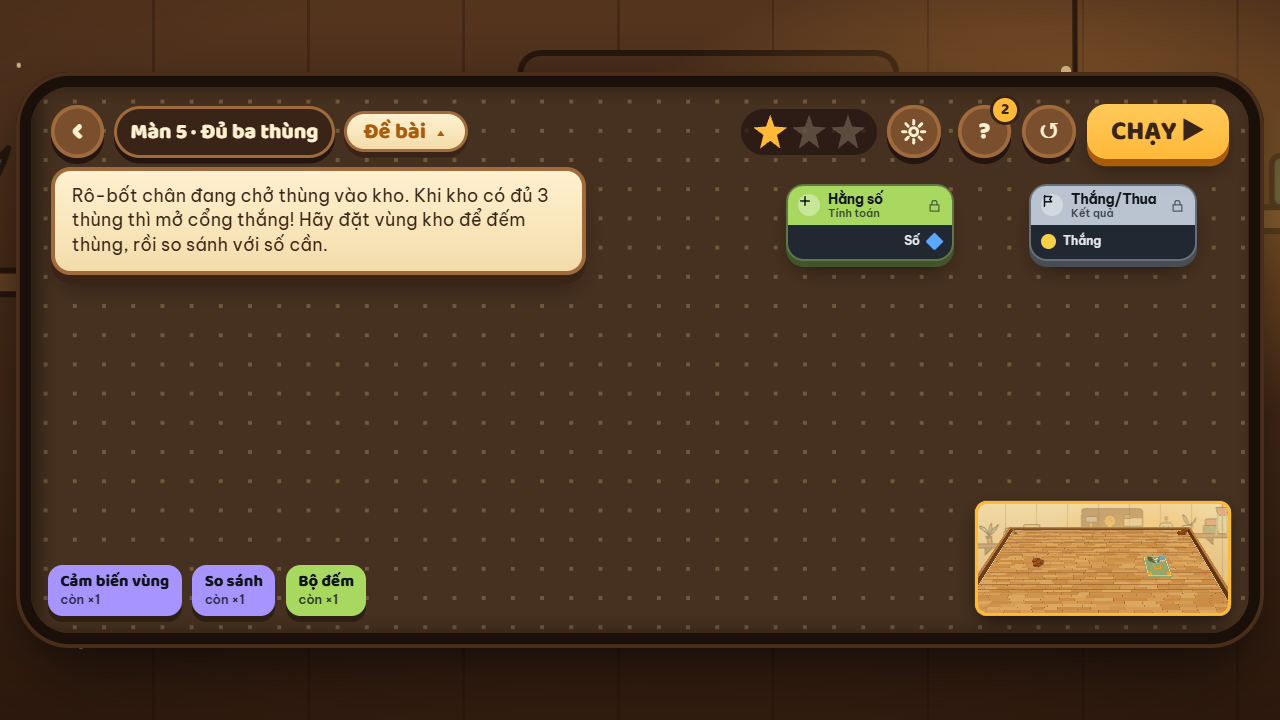 Màn 5 • Đủ ba thùng
Đề bài
2
?
CHẠY
Rô-bốt chân đang chở thùng vào kho. Khi kho có đủ 3
thùng thì mở cổng thắng! Hãy đặt vùng kho để đếm
thùng, rồi so sánh với số cần.
Hằng số
Tính toán
Số
Thắng/Thua
Kết quả
Thắng
Cảm biến vùng
còn ×1
So sánh
còn ×1
Bộ đếm
còn ×1